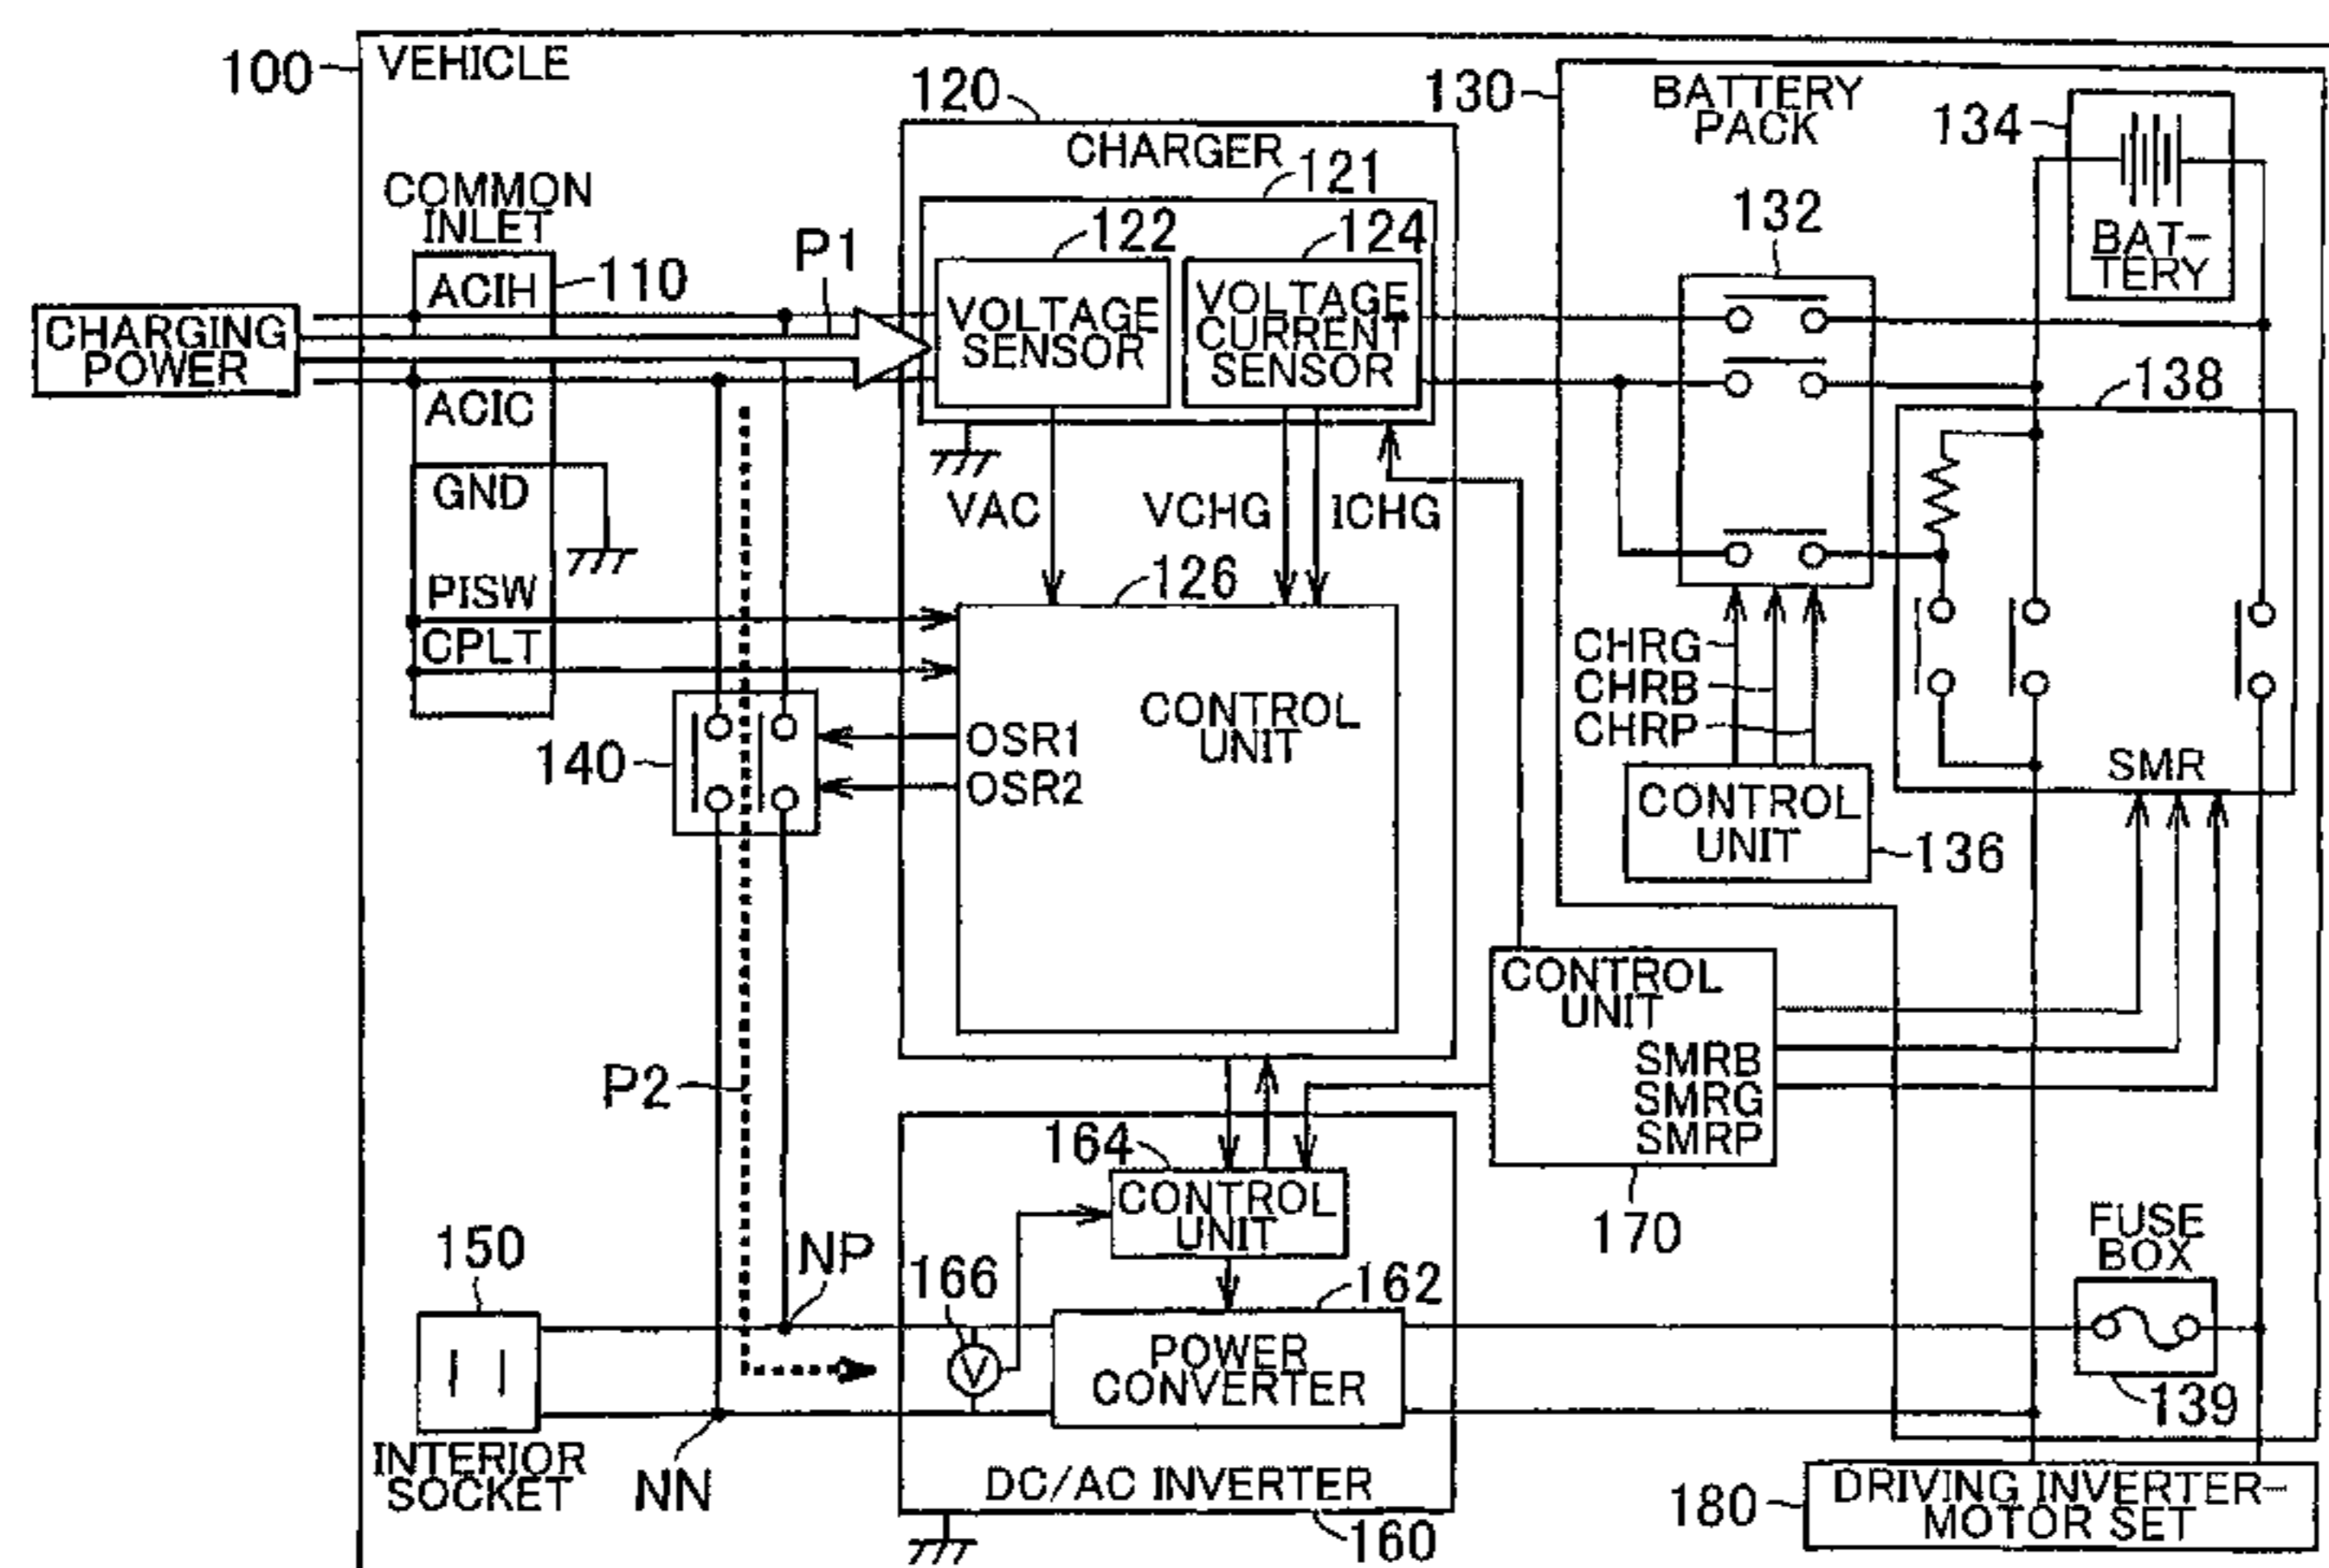 100
VEHICLE
COMMON
INLET
110
ACIH
CHARGING
POWER
ACIC
GND
PISW
CPLT
P1
120
CHARGER
121
122
VOLTAGE
SENSOR
124
VOLTAGE
CURRENT
SENSOR
VAC
VCHG
ICHG
126
CONTROL
UNIT
OSR1
OSR2
140
P2
130
BATTERY
PACK
132
134
BAT-
TERY
138
CHRG
CHRB
CHRP
CONTROL
UNIT
136
SMR
CONTROL
UNIT
SMRB
SMRG
SMRP
170
164
CONTROL
UNIT
166
V
162
POWER
CONVERTER
DC/AC INVERTER
160
150
INTERIOR
SOCKET
NP
NN
FUSE
BOX
139
180
DRIVING INVERTER-
MOTOR SET